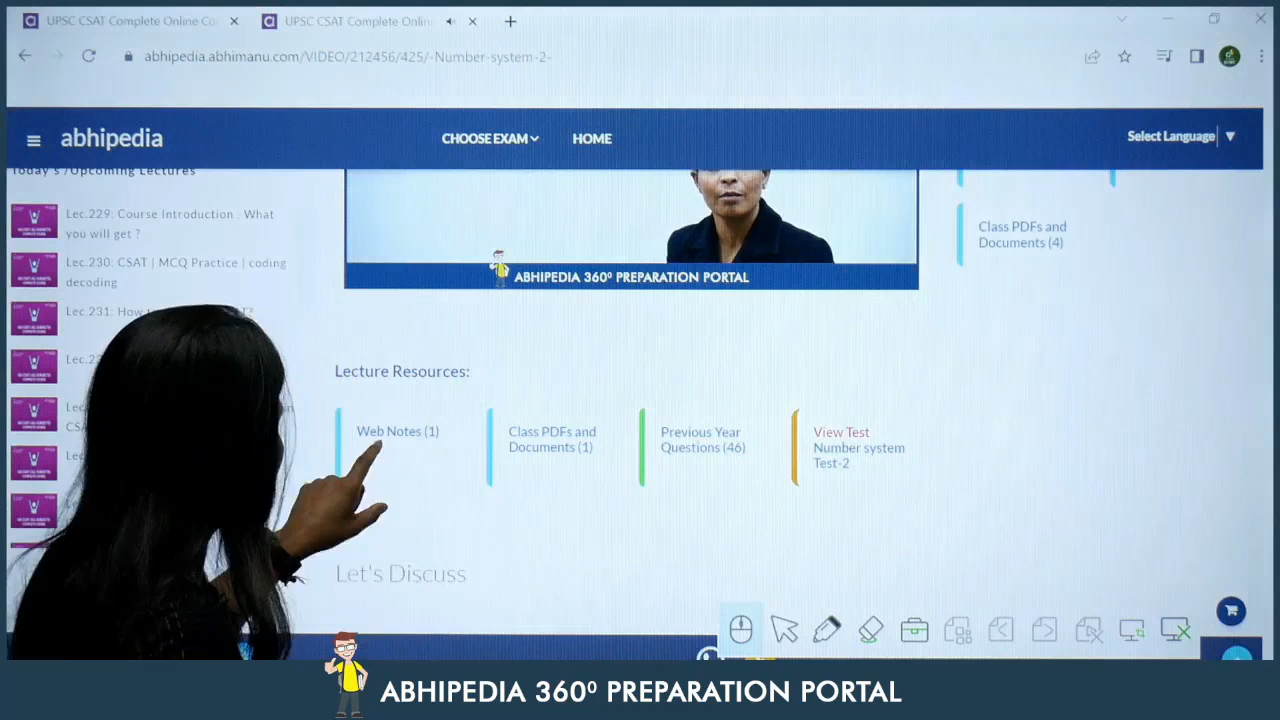 UPSC CSAT Complete Online Co
UPSC CSAT Complete Onlin
abhipedia.abhimanu.com/VIDEO/212456/425/-Number-system-2-
abhipedia
CHOOSE EXAM
HOME
Select Language
Today's /Upcoming Lectures
Lec.229: Course Introduction . What
you will get ?
Lec.230: CSAT | MCQ Practice | coding
decoding
Lec.231: How
Class PDFs and
Documents (4)
ABHIPEDIA 360⁰ PREPARATION PORTAL
Lecture Resources:
Web Notes (1)
Class PDFs and
Documents (1)
Previous Year
Questions (46)
View Test
Number system
Test-2
Let's Discuss
ABHIPEDIA 360⁰ PREPARATION PORTAL